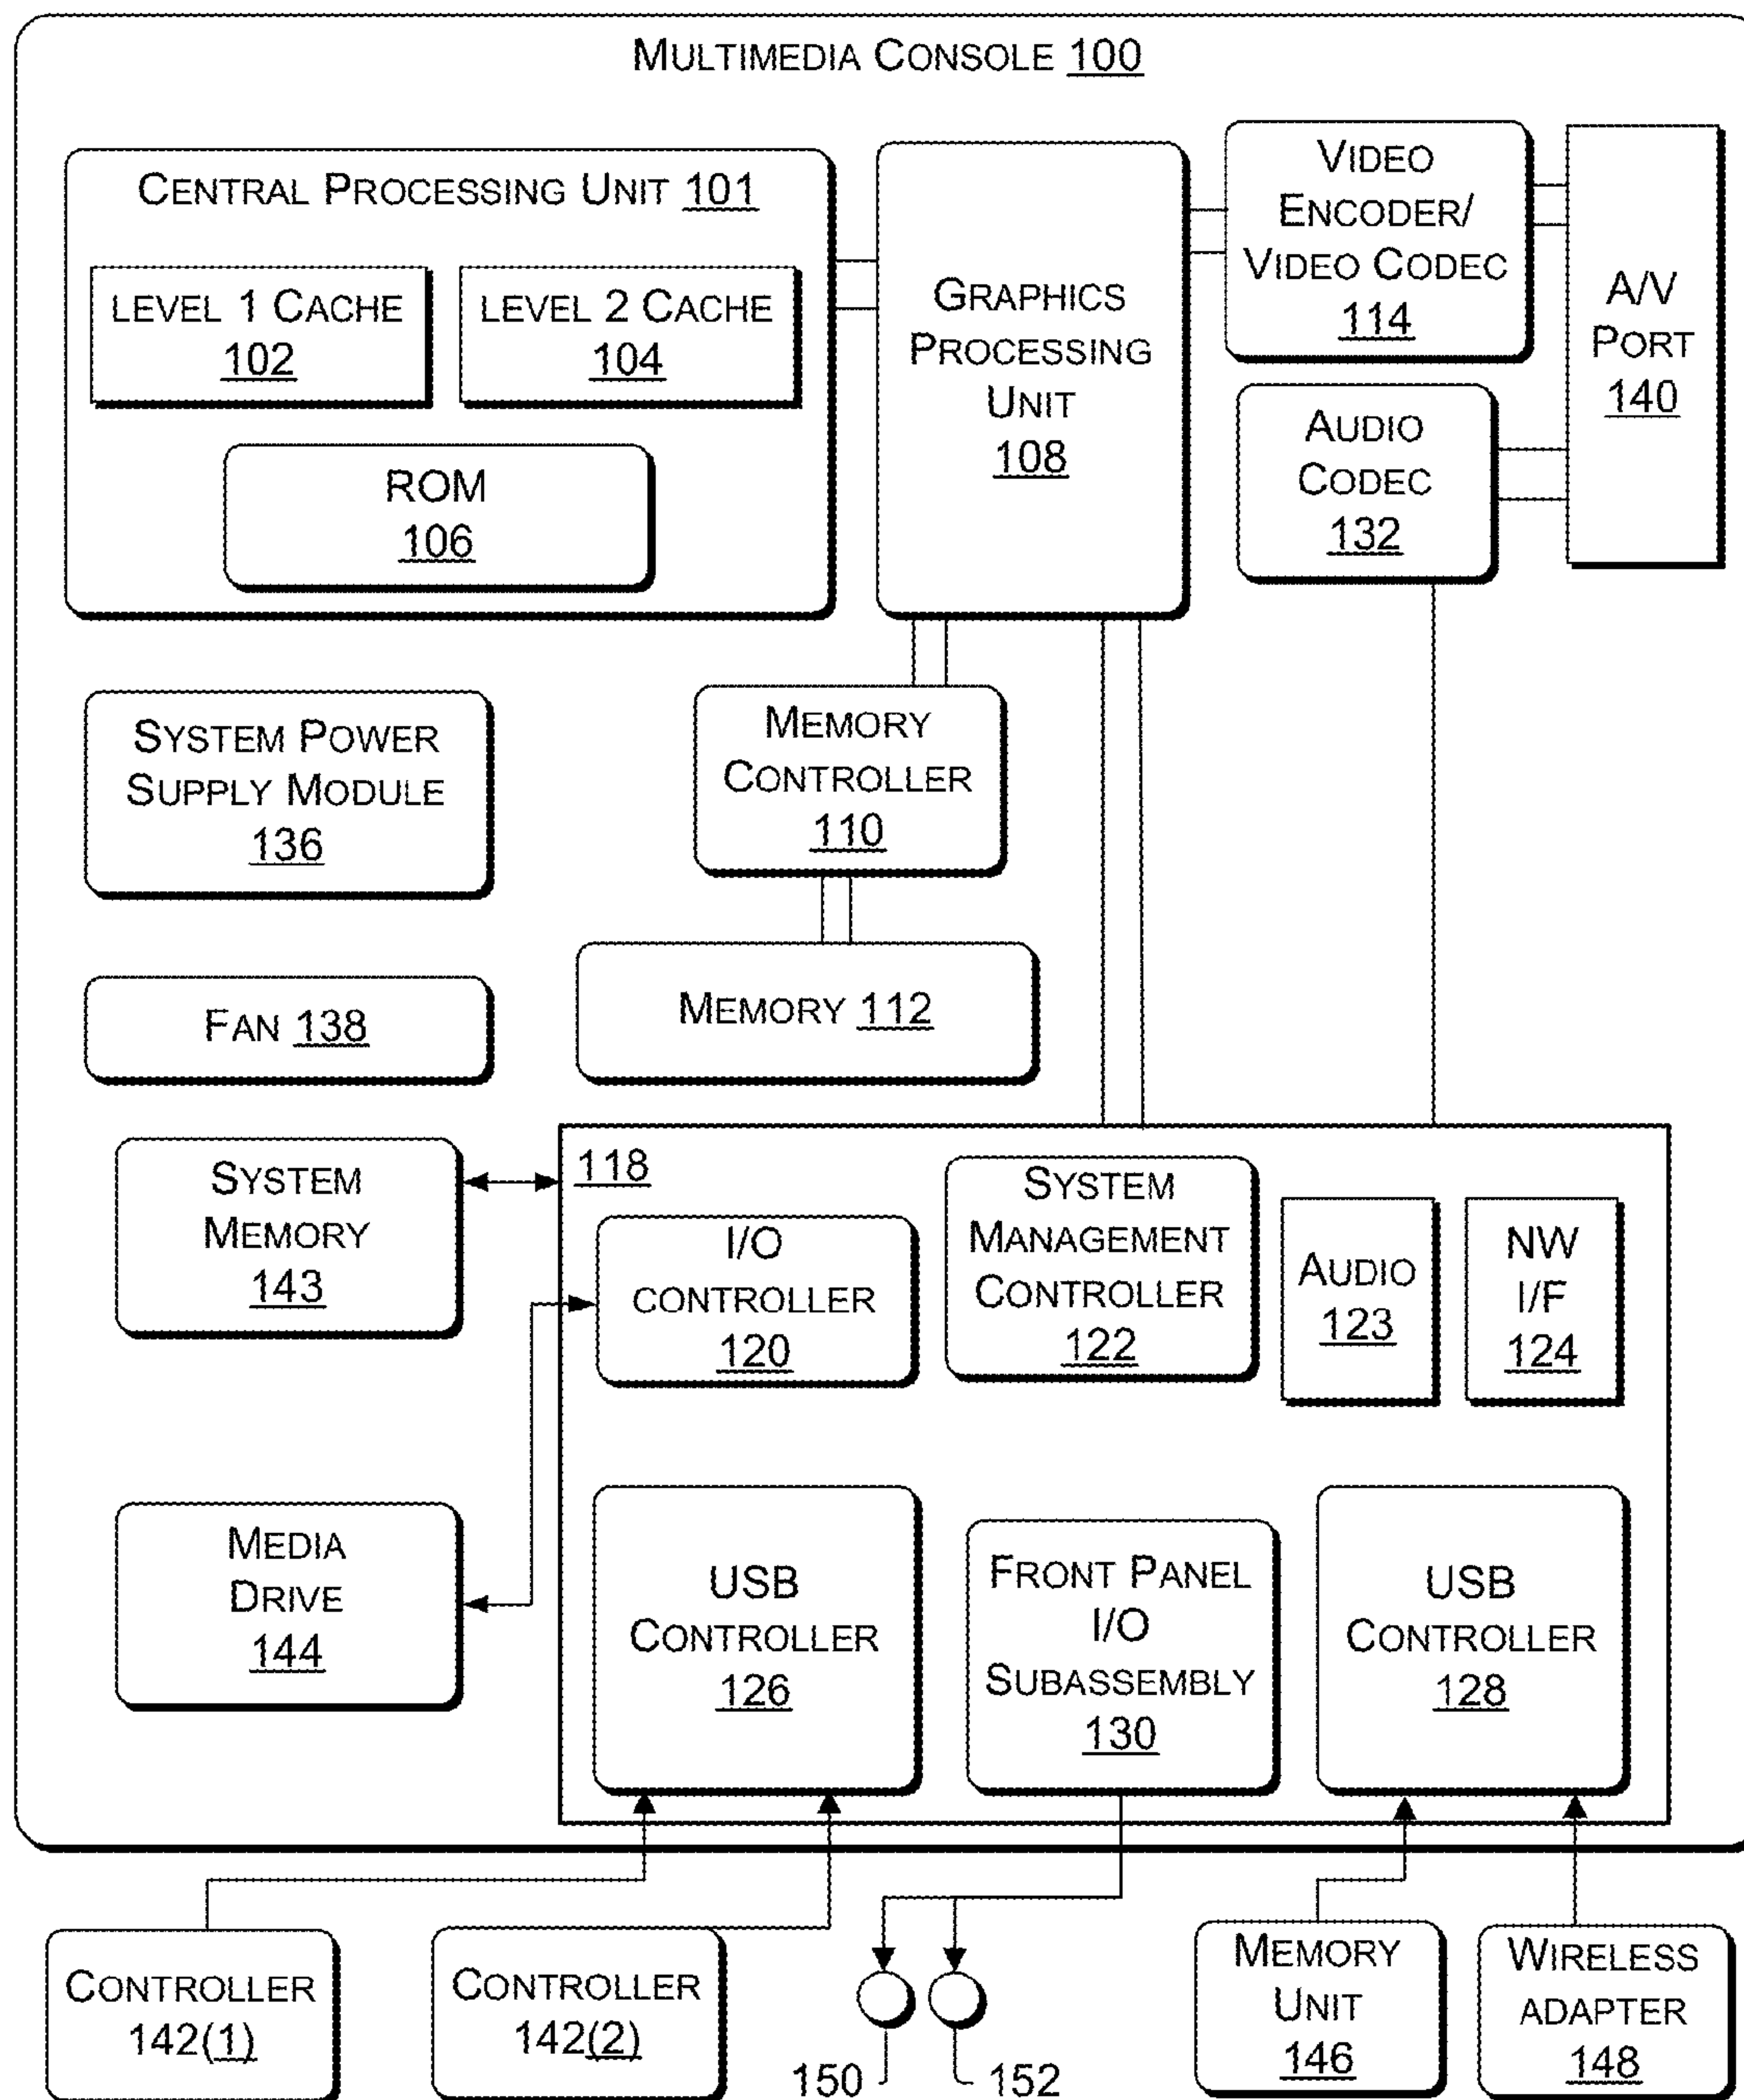 MULTIMEDIA CONSOLE 100
CENTRAL PROCESSING UNIT 101
LEVEL 1 CACHE
102
LEVEL 2 CACHE
104
ROM
106
GRAPHICS
PROCESSING
UNIT
108
VIDEO
ENCODER/
VIDEO CODEC
114
AUDIO
CODEC
132
A/V
PORT
140
SYSTEM POWER
SUPPLY MODULE
136
MEMORY
CONTROLLER
110
FAN 138
MEMORY 112
SYSTEM
MEMORY
143
118
I/O
CONTROLLER
120
SYSTEM
MANAGEMENT
CONTROLLER
122
AUDIO
123
NW
I/F
124
MEDIA
DRIVE
144
USB
CONTROLLER
126
FRONT PANEL
I/O
SUBASSEMBLY
130
USB
CONTROLLER
128
CONTROLLER
142(1)
CONTROLLER
142(2)
150
152
MEMORY
UNIT
146
WIRELESS
ADAPTER
148